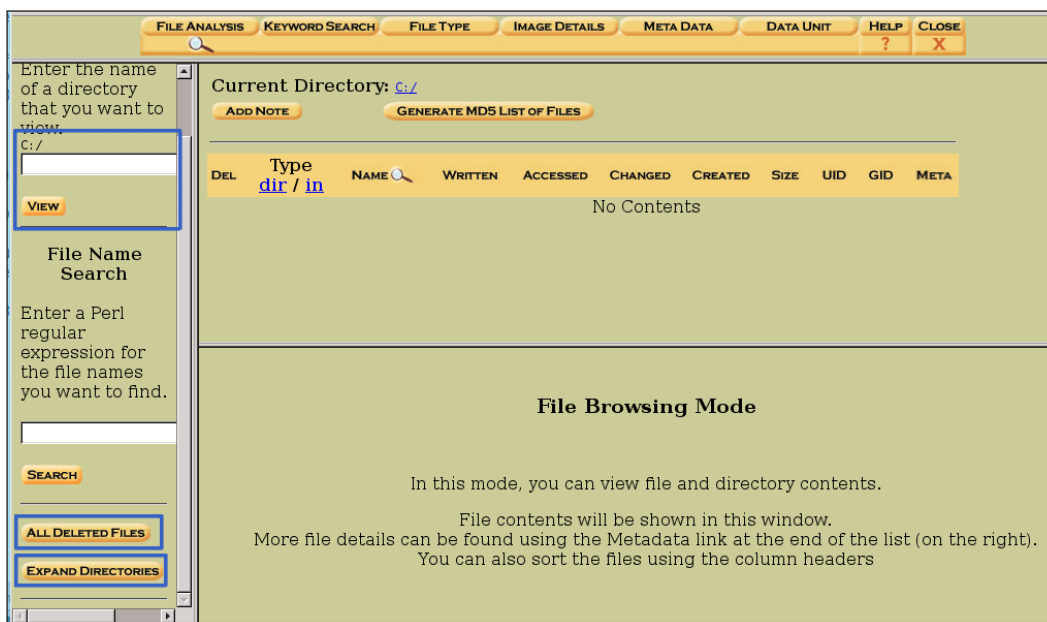 FILE ANALYSIS KEYWORD SEARCH FILE TYPE IMAGE DETAILS META DATA DATA UNIT HELP CLOSE
? X
Enter the name
of a directory
that you want to
view.
C:/
VIEW
File Name
Search
Enter a Perl
regular
expression for
the file names
you want to find.
SEARCH
ALL DELETED FILES
EXPAND DIRECTORIES
Current Directory: C:/
ADD NOTE GENERATE MD5 LIST OF FILES
DEL Type dir / in NAME WRITTEN ACCESSED CHANGED CREATED SIZE UID GID META
No Contents
File Browsing Mode
In this mode, you can view file and directory contents.
File contents will be shown in this window.
More file details can be found using the Metadata link at the end of the list (on the right).
You can also sort the files using the column headers